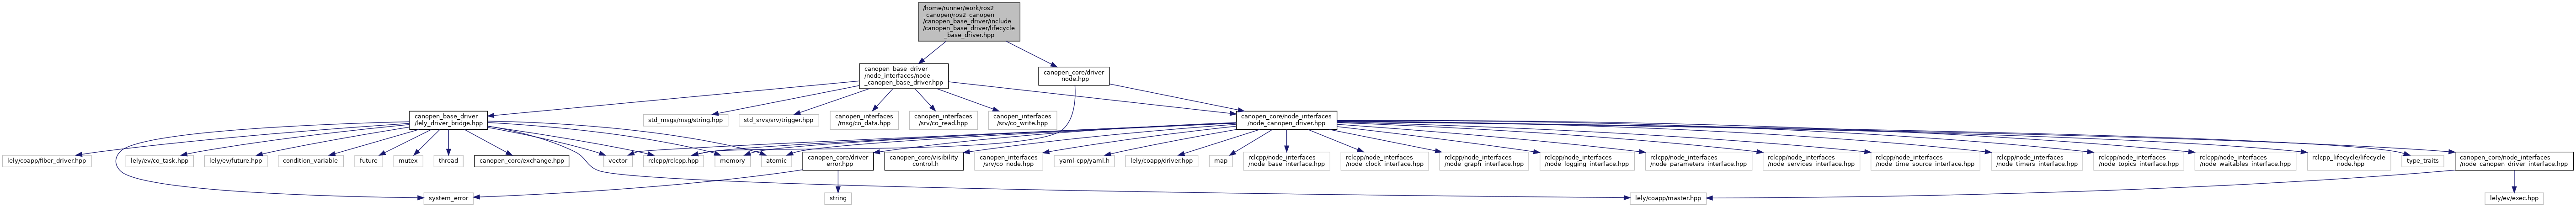 /home/runner/work/ros2
_canopen/ros2_canopen
/canopen_base_driver/include
/canopen_base_driver/lifecycle
_base_driver.hpp
canopen_base_driver
/node_interfaces/node
_canopen_base_driver.hpp
canopen_core/driver
_node.hpp
canopen_base_driver
/lely_driver_bridge.hpp
std_msgs/msg/string.hpp
std_srvs/srv/trigger.hpp
canopen_interfaces
/msg/co_data.hpp
canopen_interfaces
/srv/co_read.hpp
canopen_interfaces
/srv/co_write.hpp
canopen_core/node_interfaces
/node_canopen_driver.hpp
lely/coapp/fiber_driver.hpp
lely/ev/co_task.hpp
lely/ev/future.hpp
condition_variable
future
mutex
thread
canopen_core/exchange.hpp
vector
rclcpp/rclcpp.hpp
memory
atomic
canopen_core/driver
_error.hpp
canopen_core/visibility
_control.h
canopen_interfaces
/srv/co_node.hpp
yaml-cpp/yaml.h
lely/coapp/driver.hpp
map
rclcpp/node_interfaces
/node_base_interface.hpp
rclcpp/node_interfaces
/node_clock_interface.hpp
rclcpp/node_interfaces
/node_graph_interface.hpp
rclcpp/node_interfaces
/node_logging_interface.hpp
rclcpp/node_interfaces
/node_parameters_interface.hpp
rclcpp/node_interfaces
/node_services_interface.hpp
rclcpp/node_interfaces
/node_time_source_interface.hpp
rclcpp/node_interfaces
/node_timers_interface.hpp
rclcpp/node_interfaces
/node_topics_interface.hpp
rclcpp/node_interfaces
/node_waitables_interface.hpp
rclcpp_lifecycle/lifecycle
_node.hpp
type_traits
canopen_core/node_interfaces
/node_canopen_driver_interface.hpp
system_error
string
lely/coapp/master.hpp
lely/ev/exec.hpp